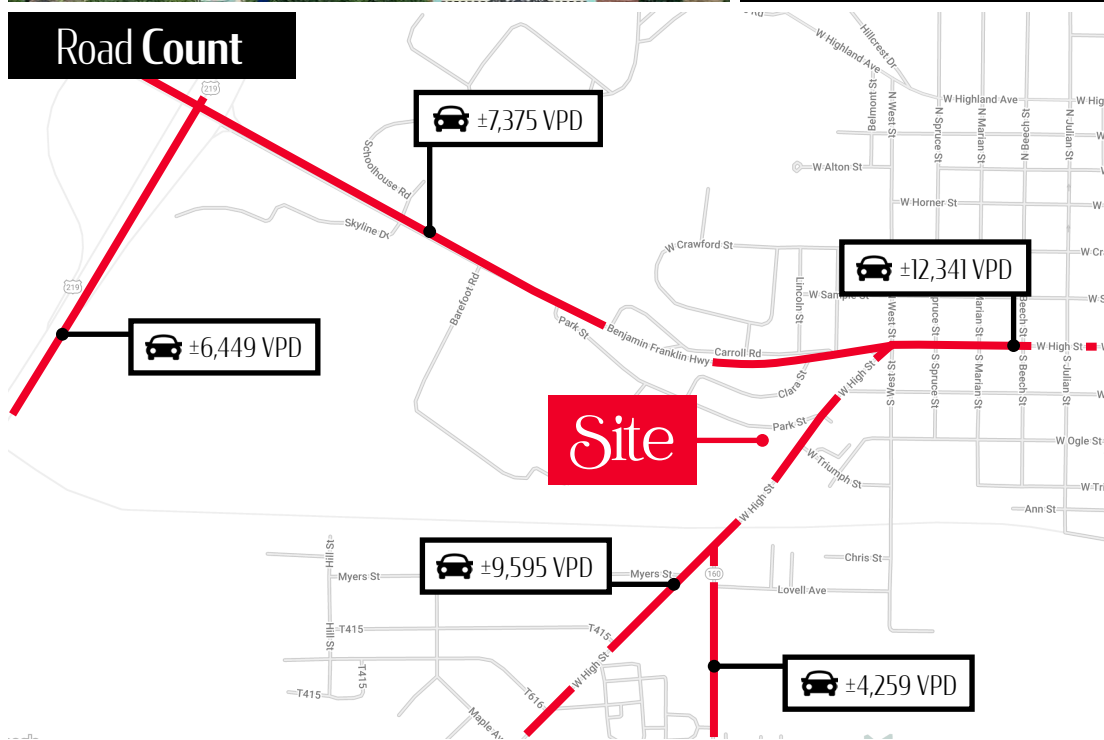 Road Count
219
±7,375 VPD
W Highland Ave
Hillcrest Dr
Belmont St
N West St
W Highland Ave
N Spruce St
N Marian St
N Beech St
N Julian St
Schoolhouse Rd
W Alton St
Skyline Dr
W Horner St
W Crawford St
±12,341 VPD
219
Barefoot Rd
Lincoln St
±6,449 VPD
Park St
Benjamin Franklin Hwy
Carroll Rd
W High St
W High St
Clara St
S West St
S Spruce St
S Marian St
S Beech St
S Julian St
Site
Park St
W Ogle St
W Triumph St
W High St
Ann St
Hill St
Chris St
±9,595 VPD
Myers St
Myers St
160
Lovell Ave
Hill St
T415
T415
W High St
T415
T415
T616
±4,259 VPD